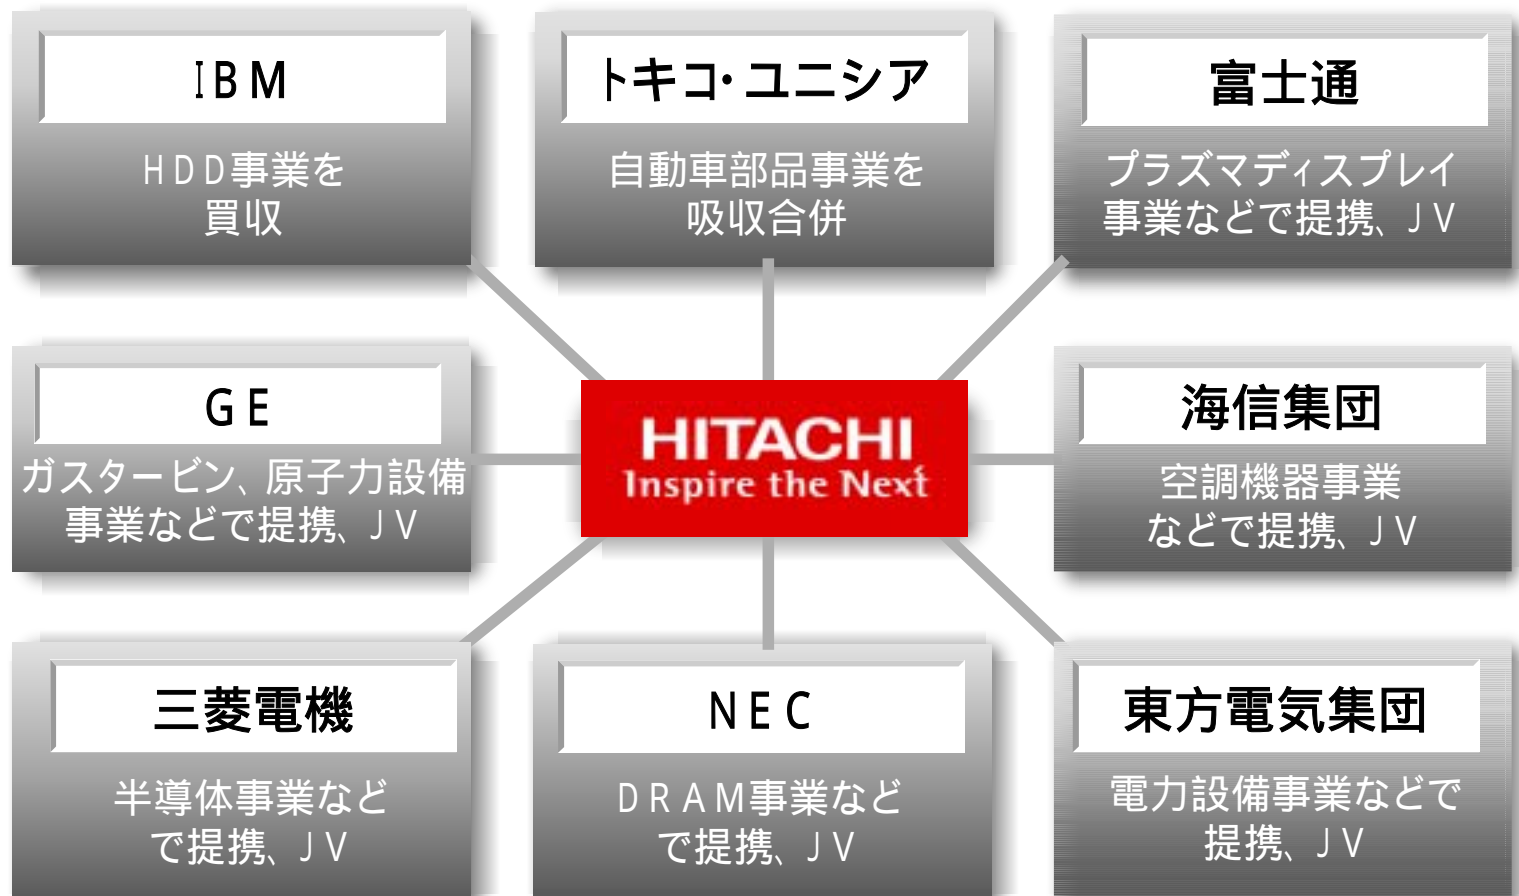 IBM
HDD事業を
買収
トキコ・ユニシア
自動車部品事業を
吸収合併
富士通
プラズマディスプレイ
事業などで提携、JV
GE
ガスタービン、原子力設備
事業などで提携、JV
HITACHI
Inspire the Next
海信集団
空調機器事業
などで提携、JV
三菱電機
半導体事業など
で提携、JV
NEC
DRAM事業など
で提携、JV
東方電気集団
電力設備事業などで
提携、JV